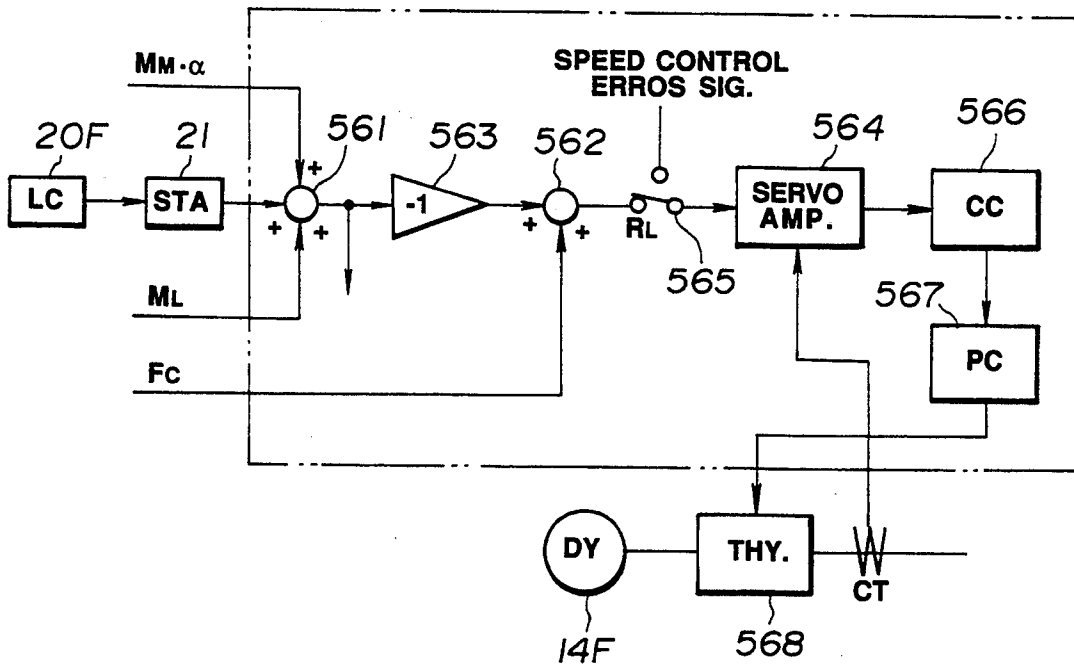 MM·α
SPEED CONTROL
ERROS SIG.
20F
21
561
563
562
564
566
LC
STA
+
+
+
-1
+
+
RL
565
SERVO
AMP.
CC
ML
567
PC
FC
DY
THY.
CT
14F
568